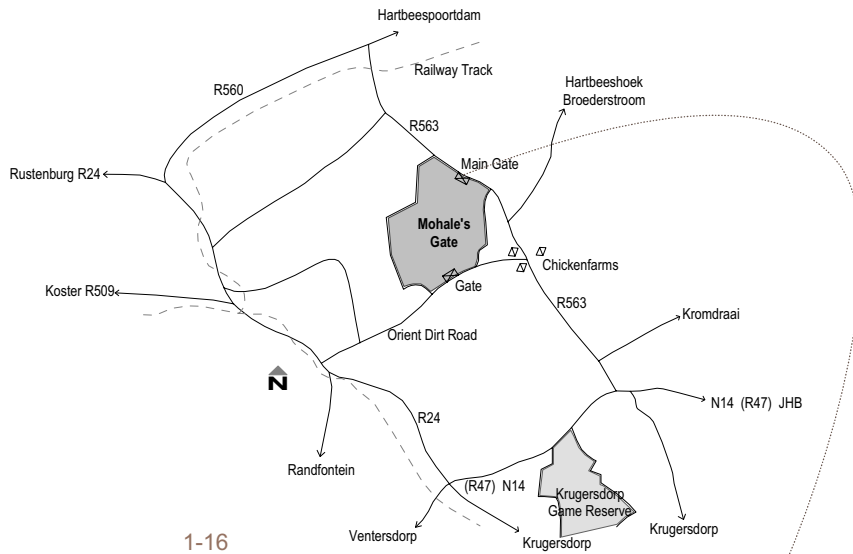 Hartbeespoortdam
Railway Track
R560
Hartbeeshoek
Broederstroom
R563
Main Gate
Rustenburg R24
Mohale's
Gate
Chickenfarms
Gate
Koster R509
R563
Kromdraai
Orient Dirt Road
N
N14 (R47) JHB
R24
Randfontein
(R47) N14
Krugersdorp
Game Reserve
Krugersdorp
Ventersdorp
Krugersdorp
1-16